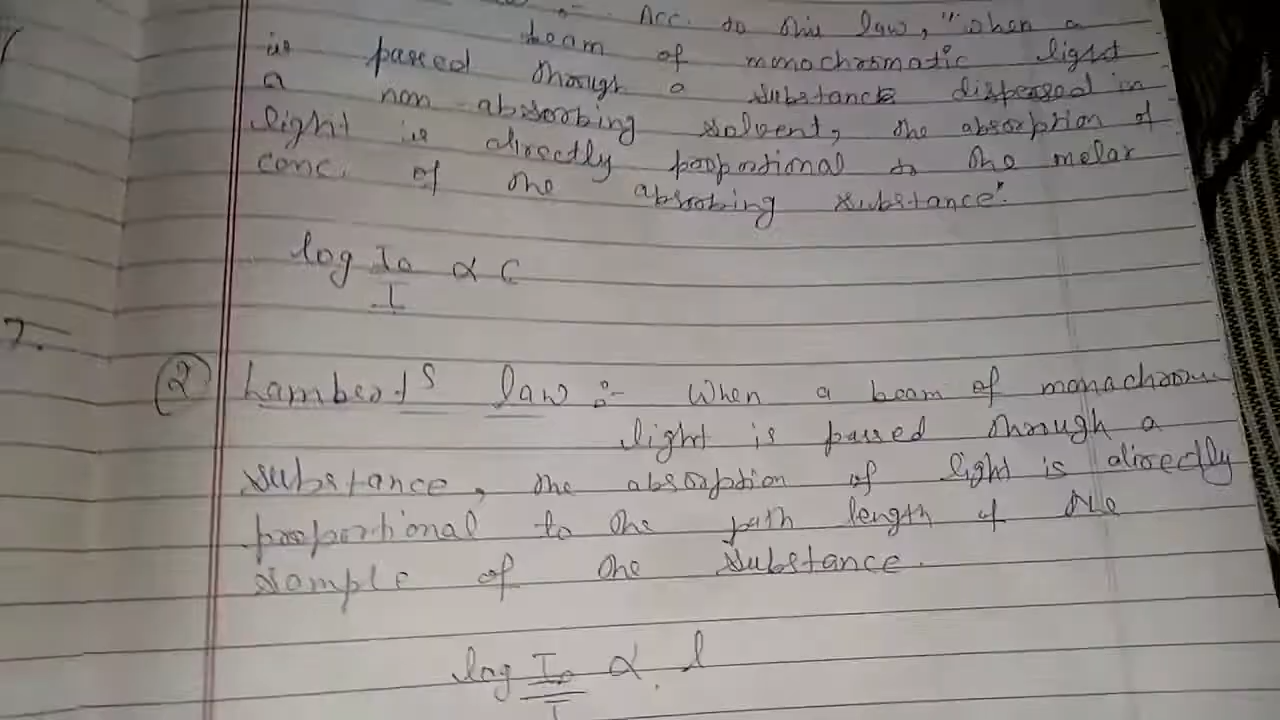 Acc. to this law, "when a
beam of monochromatic light
is passed through a substance dispersed in
a non-absorbing solvent, the absorption of
light is directly proportional to the molar
conc. of the absorbing substance".
log I₀/I ∝ C
7.
(2) Lambert's law :- When a beam of monochrom
light is passed through a
substance, the absorption of light is directly
proportional to the path length of the
sample of the substance.
log I₀/I ∝ l